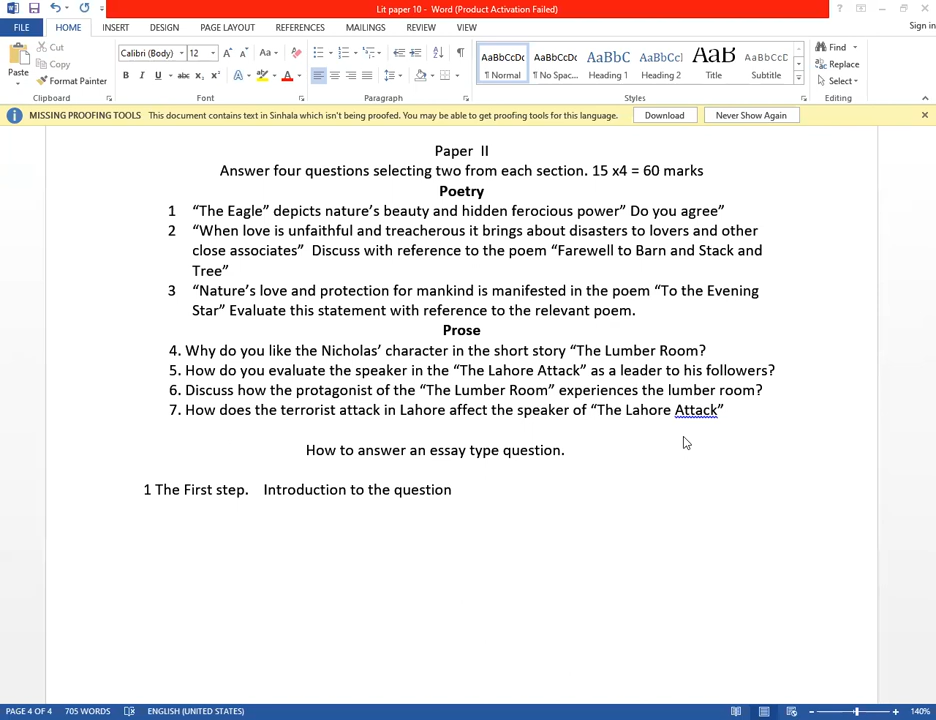 Lit paper 10 - Word (Product Activation Failed)
FILE HOME INSERT DESIGN PAGE LAYOUT REFERENCES MAILINGS REVIEW VIEW Sign in
Paste
Cut
Copy
Format Painter
Calibri (Body) 12
AaBbCcDc AaBbCcDc AaBbC AaBbCcI AaB AaBbCcD
¶ Normal ¶ No Spac... Heading 1 Heading 2 Title Subtitle
Find
Replace
Select
Clipboard Font Paragraph Styles Editing
MISSING PROOFING TOOLS This document contains text in Sinhala which isn't being proofed. You may be able to get proofing tools for this language. Download Never Show Again
Paper II
Answer four questions selecting two from each section. 15 x4 = 60 marks
Poetry
1 “The Eagle” depicts nature’s beauty and hidden ferocious power” Do you agree”
2 “When love is unfaithful and treacherous it brings about disasters to lovers and other
close associates” Discuss with reference to the poem “Farewell to Barn and Stack and
Tree”
3 “Nature’s love and protection for mankind is manifested in the poem “To the Evening
Star” Evaluate this statement with reference to the relevant poem.
Prose
4. Why do you like the Nicholas’ character in the short story “The Lumber Room?
5. How do you evaluate the speaker in the “The Lahore Attack” as a leader to his followers?
6. Discuss how the protagonist of the “The Lumber Room” experiences the lumber room?
7. How does the terrorist attack in Lahore affect the speaker of “The Lahore Attack”
How to answer an essay type question.
1 The First step. Introduction to the question
PAGE 4 OF 4 705 WORDS ENGLISH (UNITED STATES) 140%